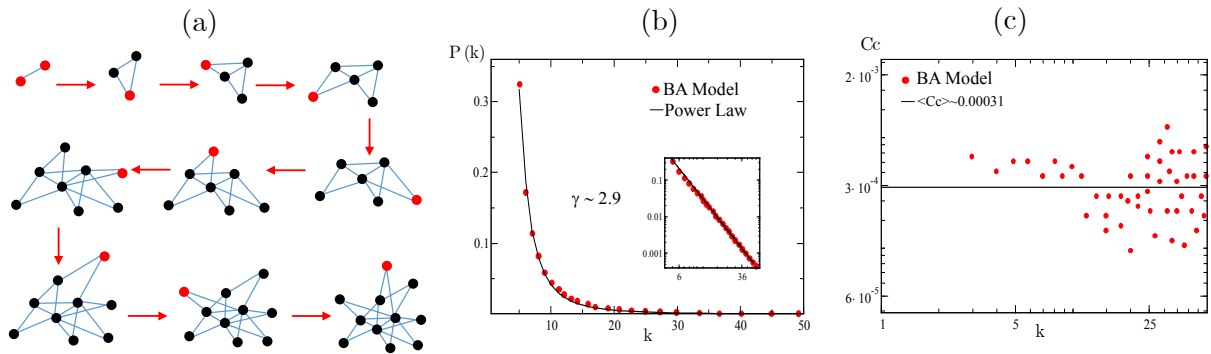 (a)
(b)
P (k)
0.3
0.2
0.1
10
20
30
40
50
k
BA Model
Power Law
γ ~ 2.9
0.1
0.01
0.001
6
36
(c)
Cc
2·10⁻³
3·10⁻⁴
6·10⁻⁵
1
5
25
k
BA Model
<Cc>~0.00031